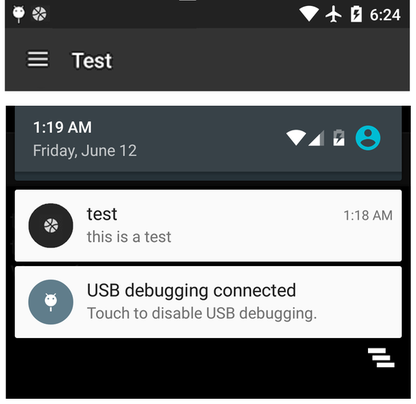 6:24
Test
1:19 AM
Friday, June 12
test
1:18 AM
this is a test
USB debugging connected
Touch to disable USB debugging.